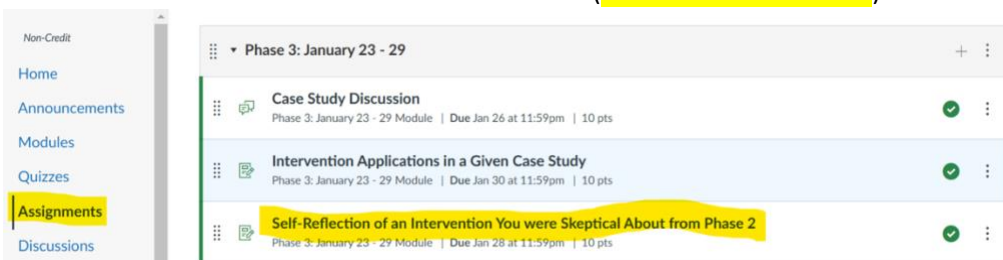 Non-Credit
Home
Announcements
Modules
Quizzes
Assignments
Discussions
Phase 3: January 23 - 29
Case Study Discussion
Phase 3: January 23 - 29 Module | Due Jan 26 at 11:59pm | 10 pts
Intervention Applications in a Given Case Study
Phase 3: January 23 - 29 Module | Due Jan 30 at 11:59pm | 10 pts
Self-Reflection of an Intervention You were Skeptical About from Phase 2
Phase 3: January 23 - 29 Module | Due Jan 28 at 11:59pm | 10 pts